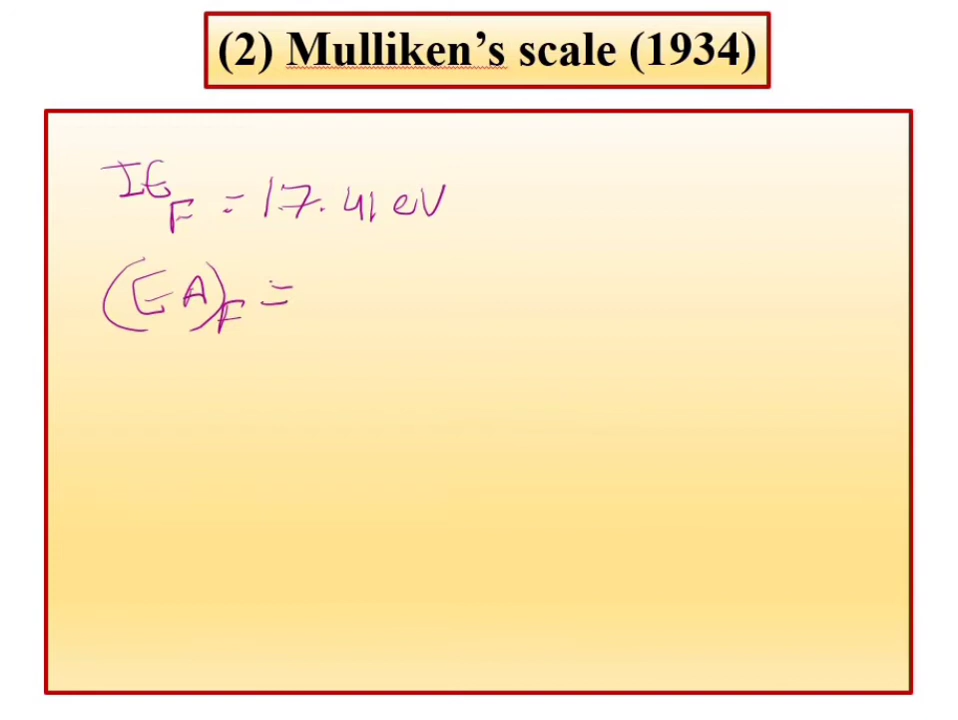 (2) Mulliken's scale (1934)
IE_F = 17.41 eV
(EA)_F =